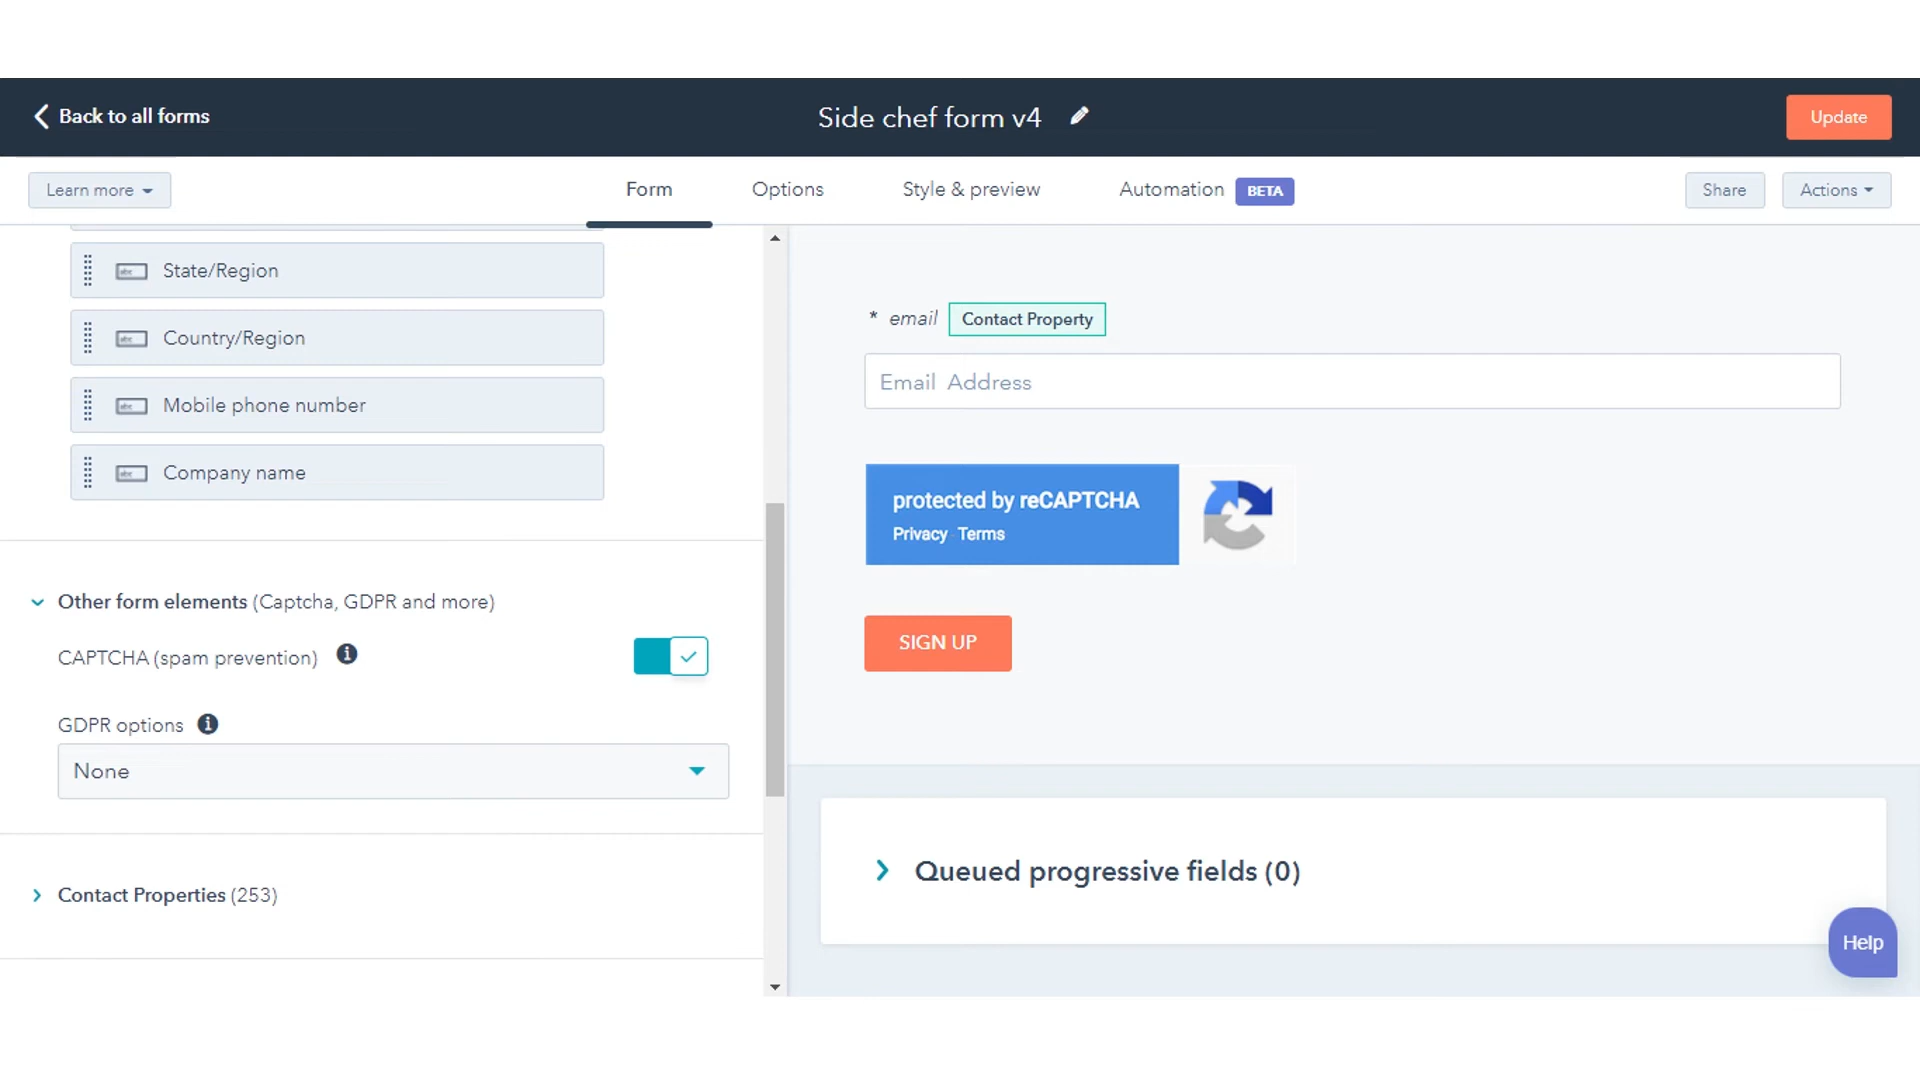 Back to all forms
Side chef form v4
Update
Learn more
Form
Options
Style & preview
Automation BETA
Share
Actions
State/Region
Country/Region
Mobile phone number
Company name
Other form elements (Captcha, GDPR and more)
CAPTCHA (spam prevention)
GDPR options
None
Contact Properties (253)
* email Contact Property
Email Address
protected by reCAPTCHA
Privacy - Terms
SIGN UP
Queued progressive fields (0)
Help